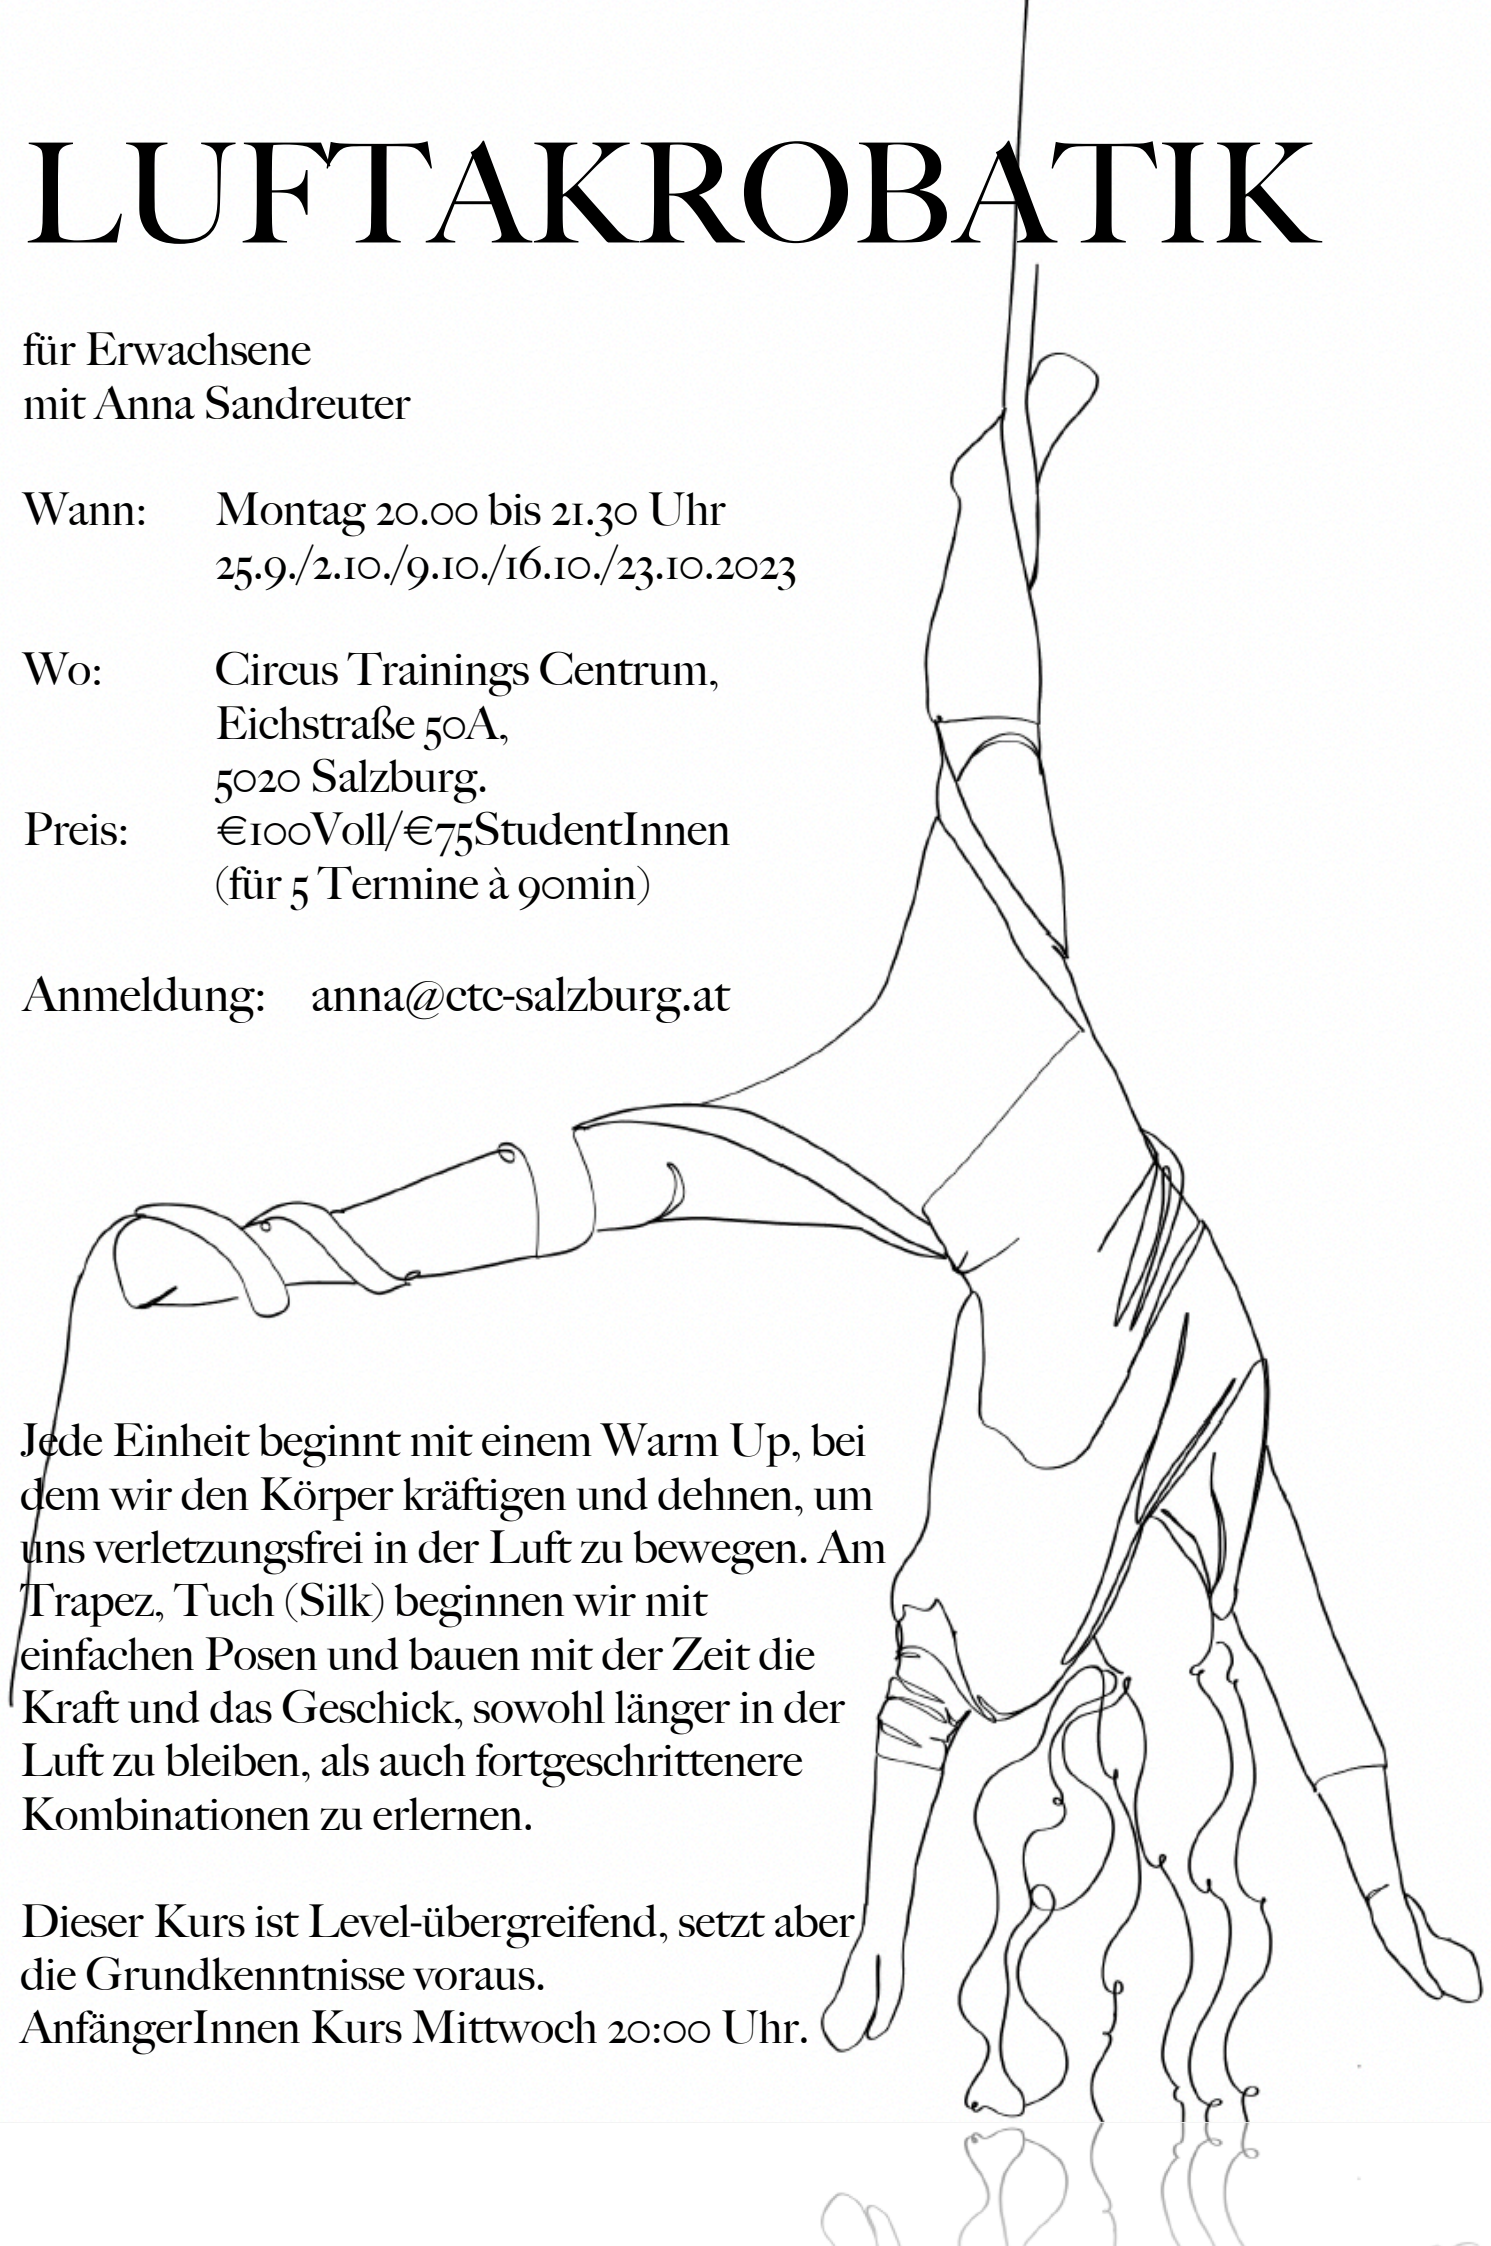 LUFTAKROBATIK
für Erwachsene
mit Anna Sandreuter
Wann: Montag 20.00 bis 21.30 Uhr
25.9./2.10./9.10./16.10./23.10.2023
Wo: Circus Trainings Centrum,
Eichstraße 50A,
5020 Salzburg.
Preis: €100Voll/€75StudentInnen
(für 5 Termine à 90min)
Anmeldung: anna@ctc-salzburg.at
Jede Einheit beginnt mit einem Warm Up, bei
dem wir den Körper kräftigen und dehnen, um
uns verletzungsfrei in der Luft zu bewegen. Am
Trapez, Tuch (Silk) beginnen wir mit
einfachen Posen und bauen mit der Zeit die
Kraft und das Geschick, sowohl länger in der
Luft zu bleiben, als auch fortgeschrittenere
Kombinationen zu erlernen.
Dieser Kurs ist Level-übergreifend, setzt aber
die Grundkenntnisse voraus.
AnfängerInnen Kurs Mittwoch 20:00 Uhr.